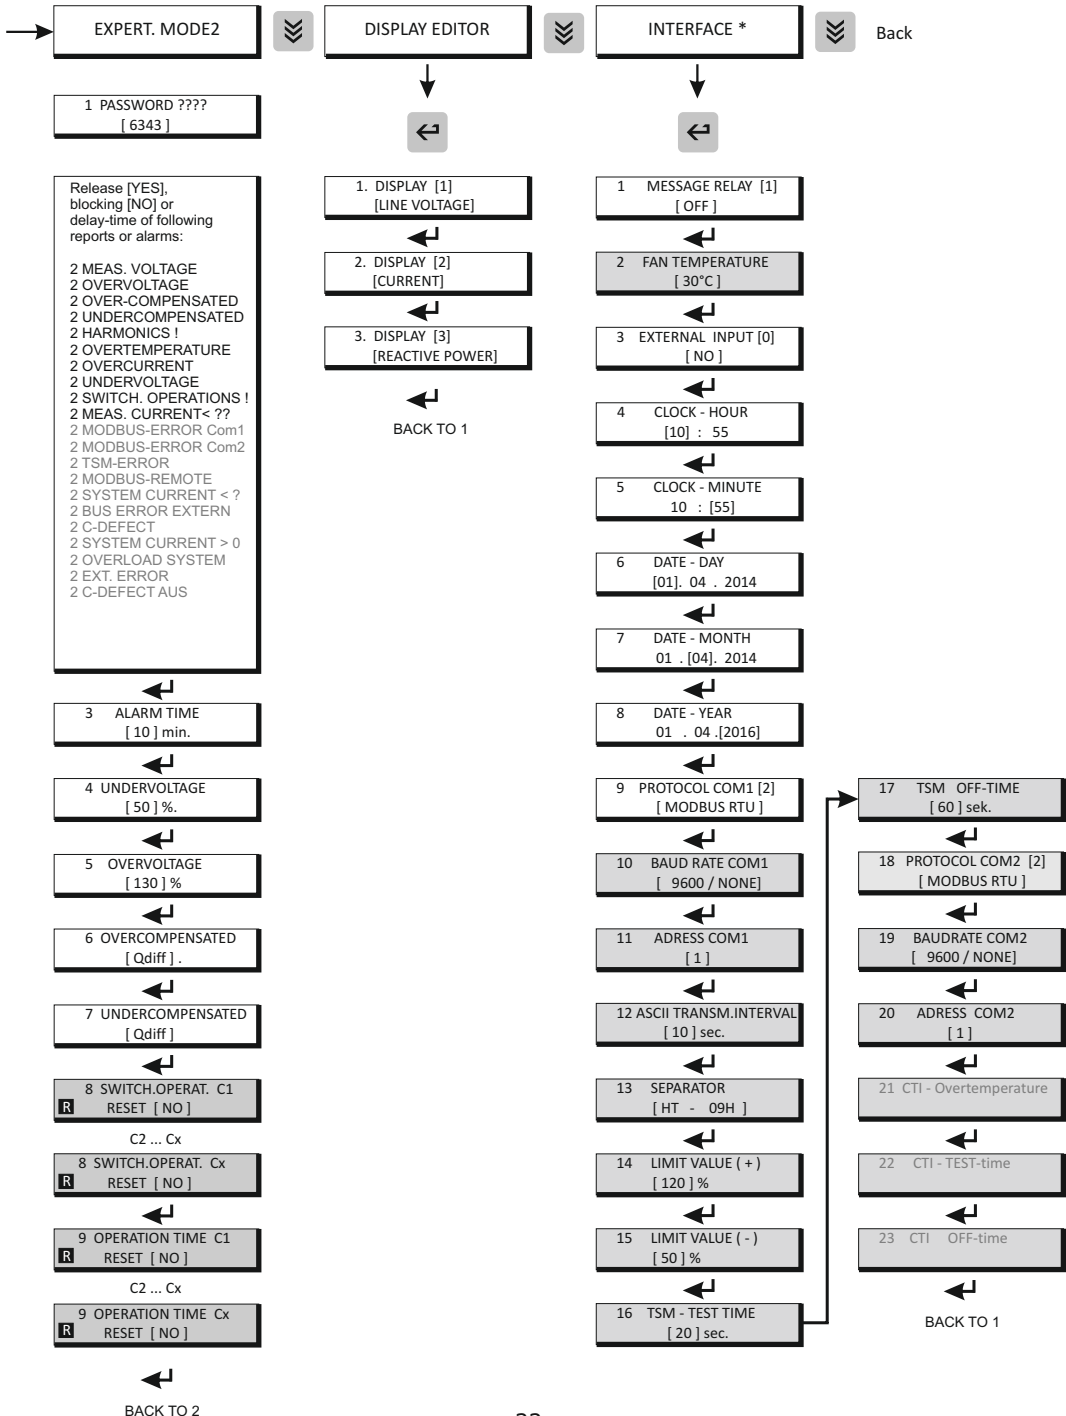 EXPERT. MODE2
DISPLAY EDITOR
INTERFACE *
Back
1 PASSWORD ????
[ 6343 ]
Release [YES],
blocking [NO] or
delay-time of following
reports or alarms:
2 MEAS. VOLTAGE
2 OVERVOLTAGE
2 OVER-COMPENSATED
2 UNDERCOMPENSATED
2 HARMONICS !
2 OVERTEMPERATURE
2 OVERCURRENT
2 UNDERVOLTAGE
2 SWITCH. OPERATIONS !
2 MEAS. CURRENT< ??
2 MODBUS-ERROR Com1
2 MODBUS-ERROR Com2
2 TSM-ERROR
2 MODBUS-REMOTE
2 SYSTEM CURRENT < ?
2 BUS ERROR EXTERN
2 C-DEFECT
2 SYSTEM CURRENT > 0
2 OVERLOAD SYSTEM
2 EXT. ERROR
2 C-DEFECT AUS
3 ALARM TIME
[ 10 ] min.
4 UNDERVOLTAGE
[ 50 ] %.
5 OVERVOLTAGE
[ 130 ] %
6 OVERCOMPENSATED
[ Qdiff ] .
7 UNDERCOMPENSATED
[ Qdiff ]
8 SWITCH.OPERAT. C1
R RESET [ NO ]
C2 ... Cx
8 SWITCH.OPERAT. Cx
R RESET [ NO ]
9 OPERATION TIME C1
R RESET [ NO ]
C2 ... Cx
9 OPERATION TIME Cx
R RESET [ NO ]
BACK TO 2
1. DISPLAY [1]
[LINE VOLTAGE]
2. DISPLAY [2]
[CURRENT]
3. DISPLAY [3]
[REACTIVE POWER]
BACK TO 1
1 MESSAGE RELAY [1]
[ OFF ]
2 FAN TEMPERATURE
[ 30°C ]
3 EXTERNAL INPUT [0]
[ NO ]
4 CLOCK - HOUR
[10] : 55
5 CLOCK - MINUTE
10 : [55]
6 DATE - DAY
[01]. 04 . 2014
7 DATE - MONTH
01 . [04]. 2014
8 DATE - YEAR
01 . 04 .[2016]
9 PROTOCOL COM1 [2]
[ MODBUS RTU ]
10 BAUD RATE COM1
[ 9600 / NONE]
11 ADRESS COM1
[ 1 ]
12 ASCII TRANSM.INTERVAL
[ 10 ] sec.
13 SEPARATOR
[ HT - 09H ]
14 LIMIT VALUE ( + )
[ 120 ] %
15 LIMIT VALUE ( - )
[ 50 ] %
16 TSM - TEST TIME
[ 20 ] sec.
17 TSM OFF-TIME
[ 60 ] sek.
18 PROTOCOL COM2 [2]
[ MODBUS RTU ]
19 BAUDRATE COM2
[ 9600 / NONE]
20 ADRESS COM2
[ 1 ]
21 CTI - Overtemperature
22 CTI - TEST-time
23 CTI OFF-time
BACK TO 1